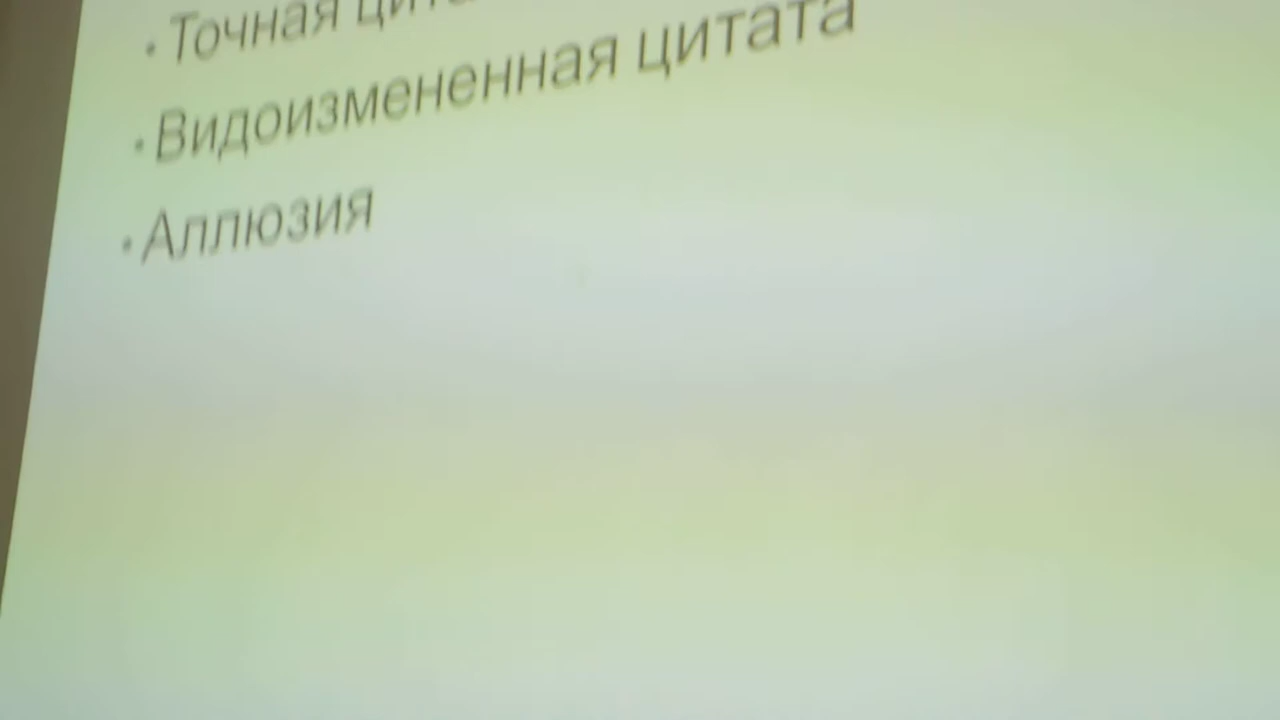 • Точная
• Видоизмененная цитата
• Аллюзия